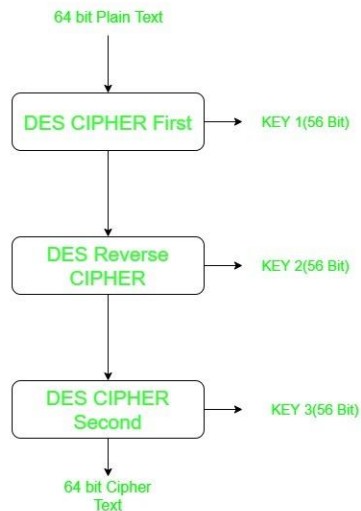 64 bit Plain Text
DES CIPHER First
KEY 1(56 Bit)
DES Reverse
CIPHER
KEY 2(56 Bit)
DES CIPHER
Second
KEY 3(56 Bit)
64 bit Cipher
Text